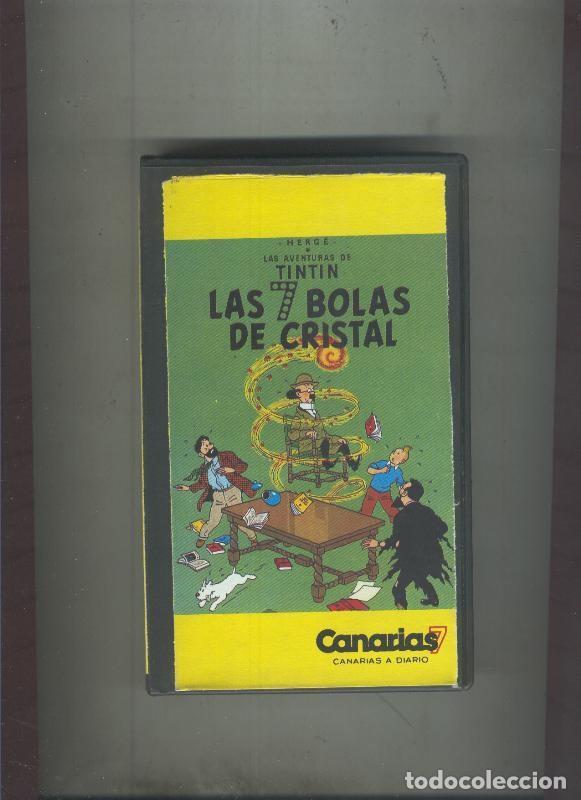 - HERGÉ -
LAS AVENTURAS DE
TINTIN
LAS 7 BOLAS
DE CRISTAL
Canarias7
CANARIAS A DIARIO
todocoleccion